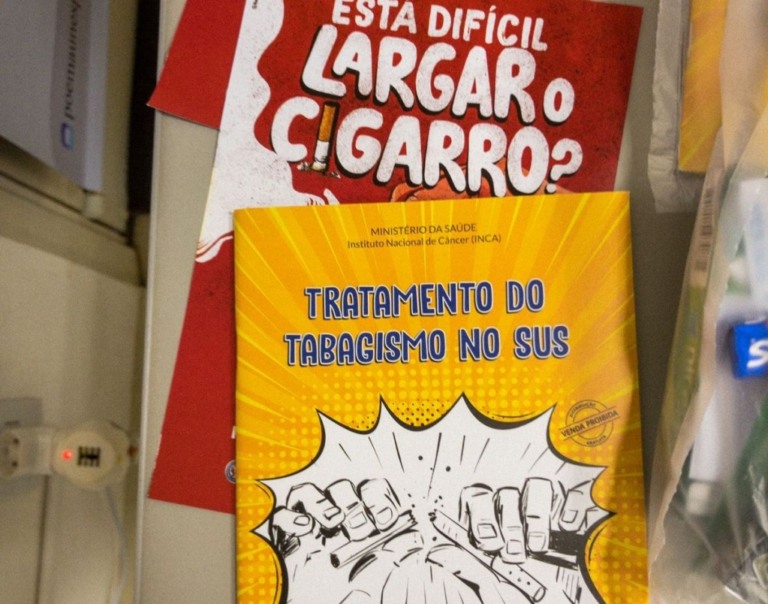 ESTÁ DIFÍCIL
LARGAR O
CIGARRO?
MINISTÉRIO DA SAÚDE
Instituto Nacional de Câncer (INCA)
TRATAMENTO DO
TABAGISMO NO SUS
VENDA PROIBIDA